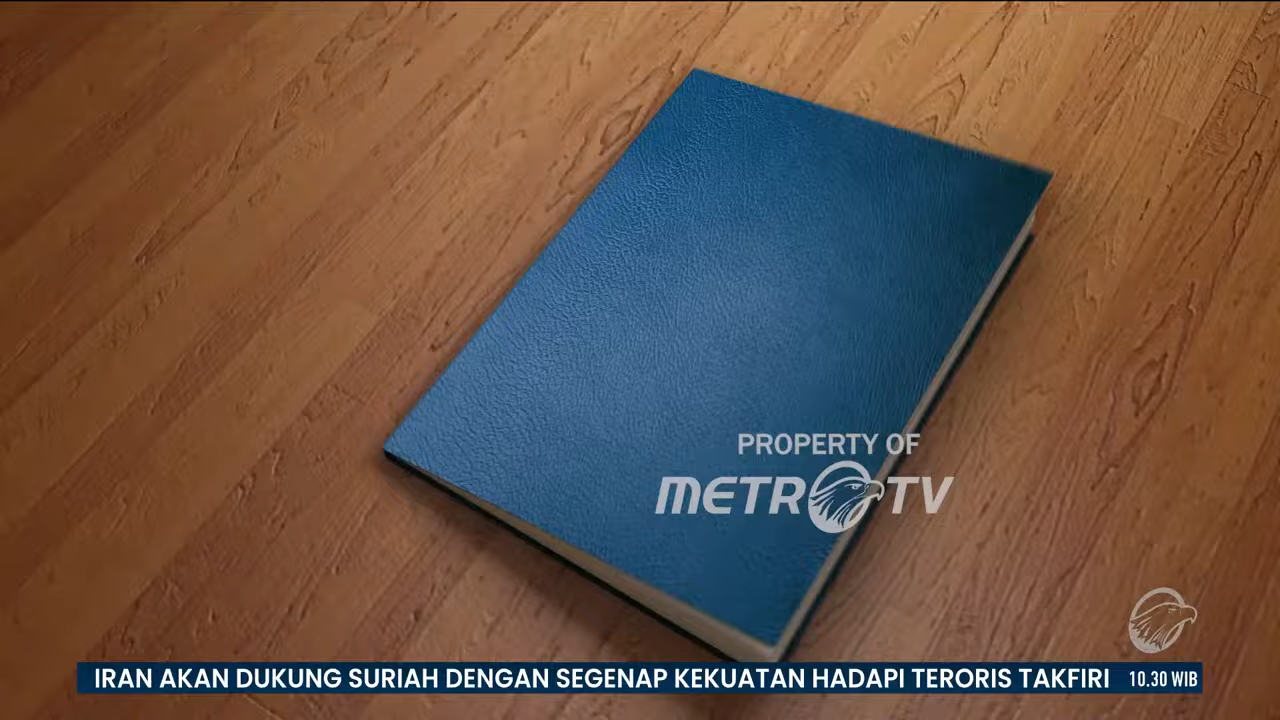 PROPERTY OF
METRO TV
IRAN AKAN DUKUNG SURIAH DENGAN SEGENAP KEKUATAN HADAPI TERORIS TAKFIRI 10.30 WIB